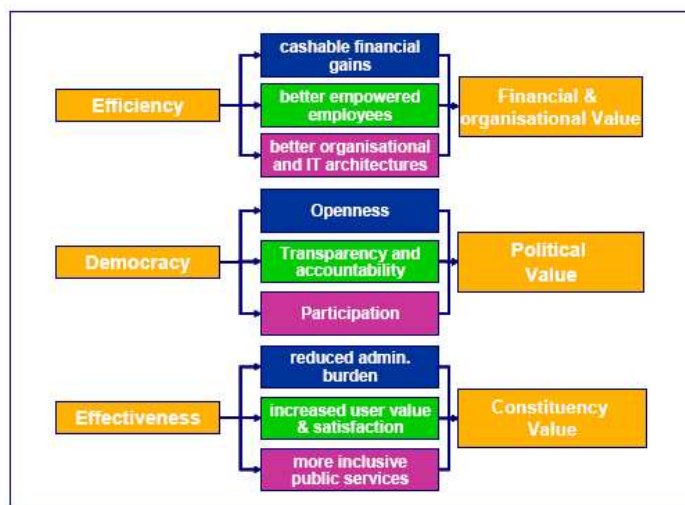 cashable financial
gains
Efficiency
better empowered
employees
Financial &
organisational Value
better organisational
and IT architectures
Openness
Democracy
Transparency and
accountability
Political
Value
Participation
reduced admin.
burden
Effectiveness
increased user value
& satisfaction
Constituency
Value
more inclusive
public services